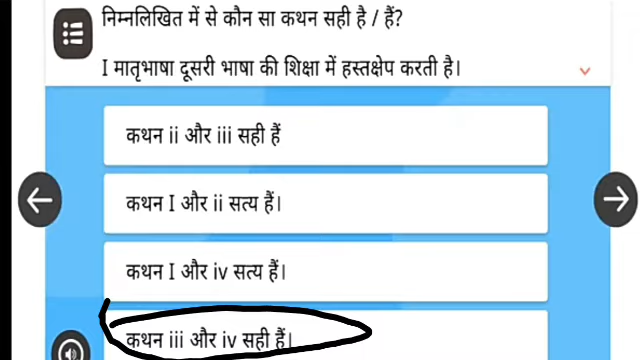 निम्नलिखित में से कौन सा कथन सही है / हैं?
I मातृभाषा दूसरी भाषा की शिक्षा में हस्तक्षेप करती है।
कथन ii और iii सही हैं
कथन I और ii सत्य हैं।
कथन I और iv सत्य हैं।
कथन iii और iv सही हैं।